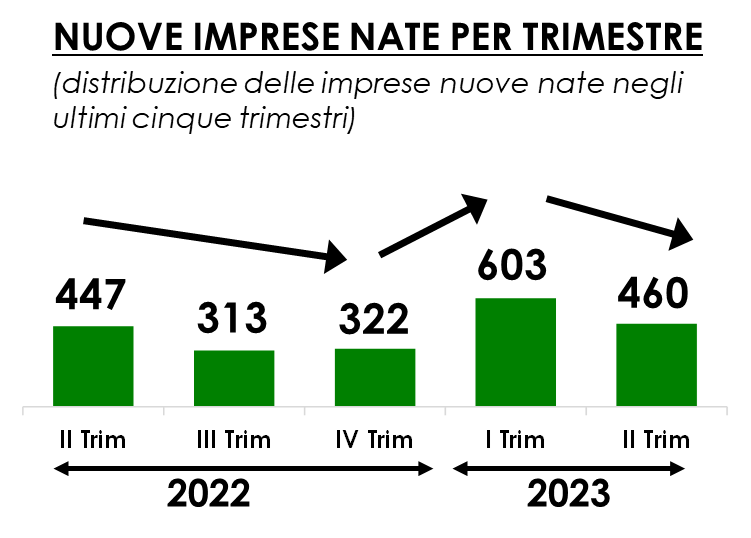 NUOVE IMPRESE NATE PER TRIMESTRE
(distribuzione delle imprese nuove nate negli
ultimi cinque trimestri)
447
313
322
603
460
II Trim
III Trim
IV Trim
I Trim
II Trim
2022
2023